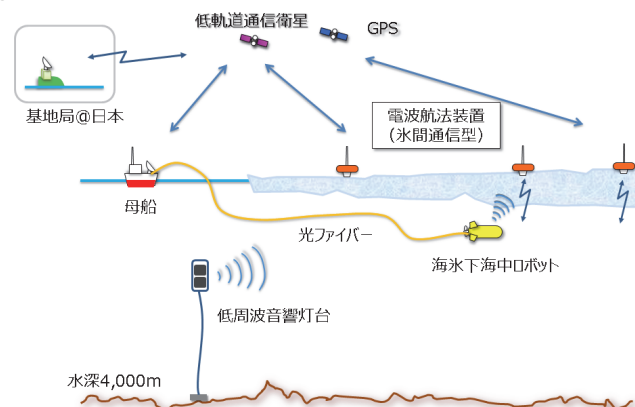 低軌道通信衛星
GPS
基地局@日本
電波航法装置
（氷間通信型）
母船
光ファイバー
海氷下海中ロボット
低周波音響灯台
水深4,000m